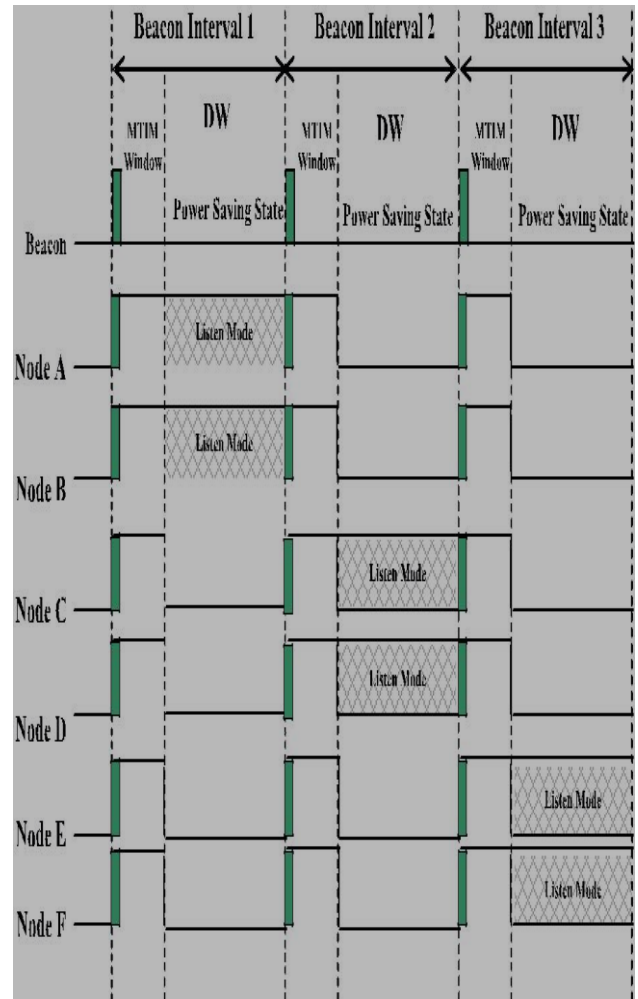 Beacon Interval 1 Beacon Interval 2 Beacon Interval 3
DW DW DW
MTIM Window MTIM Window MTIM Window
Power Saving State Power Saving State Power Saving State
Beacon
Listen Mode
Node A
Listen Mode
Node B
Listen Mode
Node C
Listen Mode
Node D
Listen Mode
Node E
Listen Mode
Node F